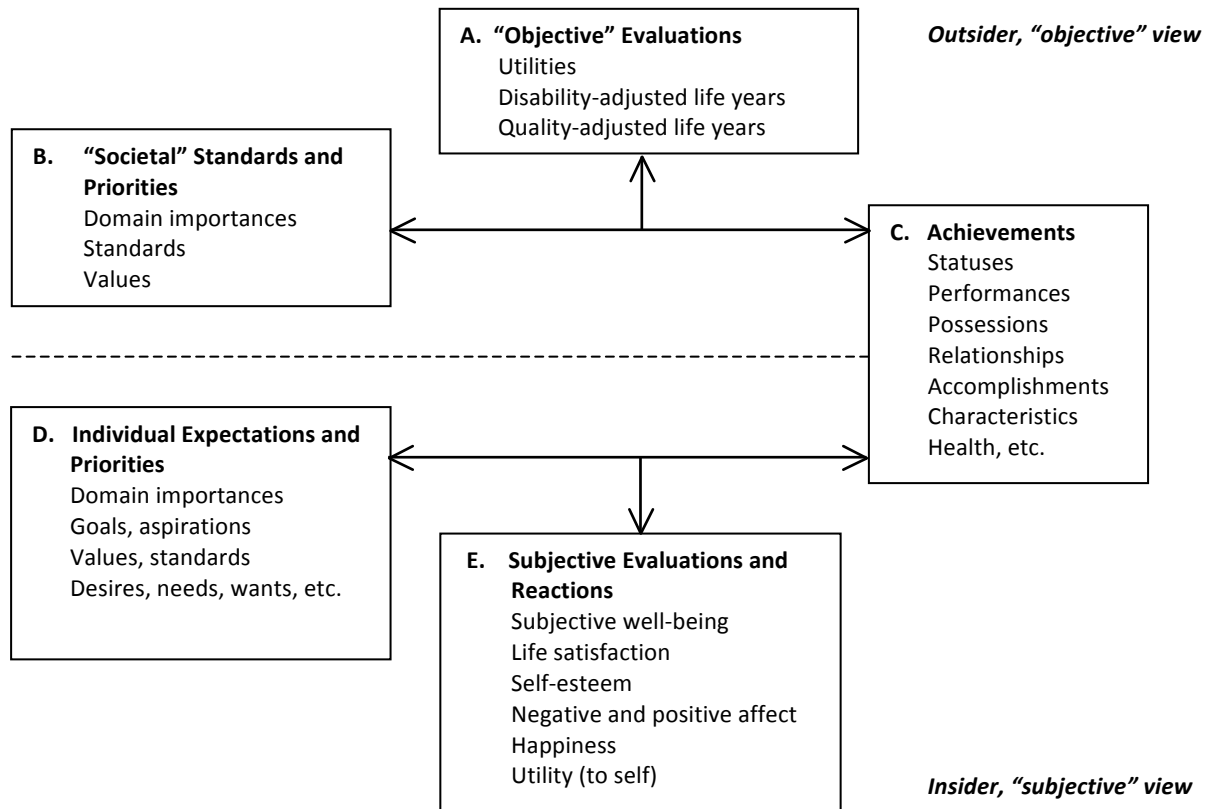 A. “Objective” Evaluations
Utilities
Disability-adjusted life years
Quality-adjusted life years
Outsider, “objective” view
B. “Societal” Standards and
Priorities
Domain importances
Standards
Values
C. Achievements
Statuses
Performances
Possessions
Relationships
Accomplishments
Characteristics
Health, etc.
D. Individual Expectations and
Priorities
Domain importances
Goals, aspirations
Values, standards
Desires, needs, wants, etc.
E. Subjective Evaluations and
Reactions
Subjective well-being
Life satisfaction
Self-esteem
Negative and positive affect
Happiness
Utility (to self)
Insider, “subjective” view